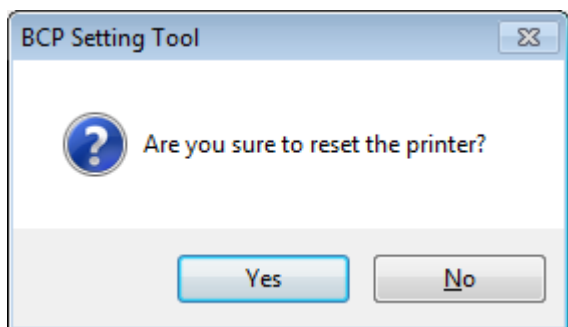 BCP Setting Tool
Are you sure to reset the printer?
Yes
No